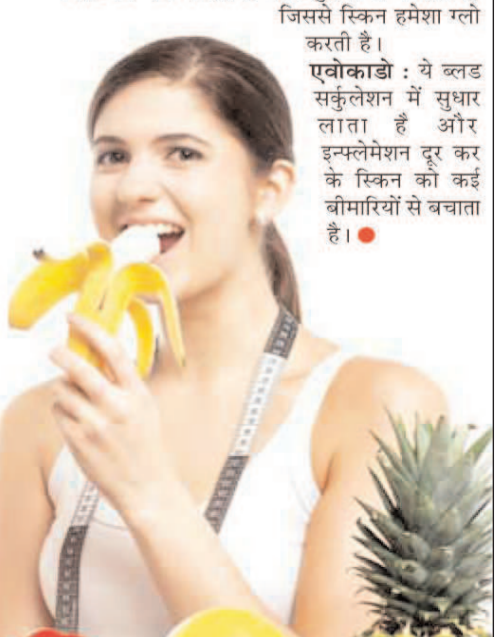 जिससे स्किन हमेशा ग्लो
करती है।
एवोकाडो : ये ब्लड
सर्कुलेशन में सुधार
लाता है और
इन्फ्लेमेशन दूर कर
के स्किन को कई
बीमारियों से बचाता
है।